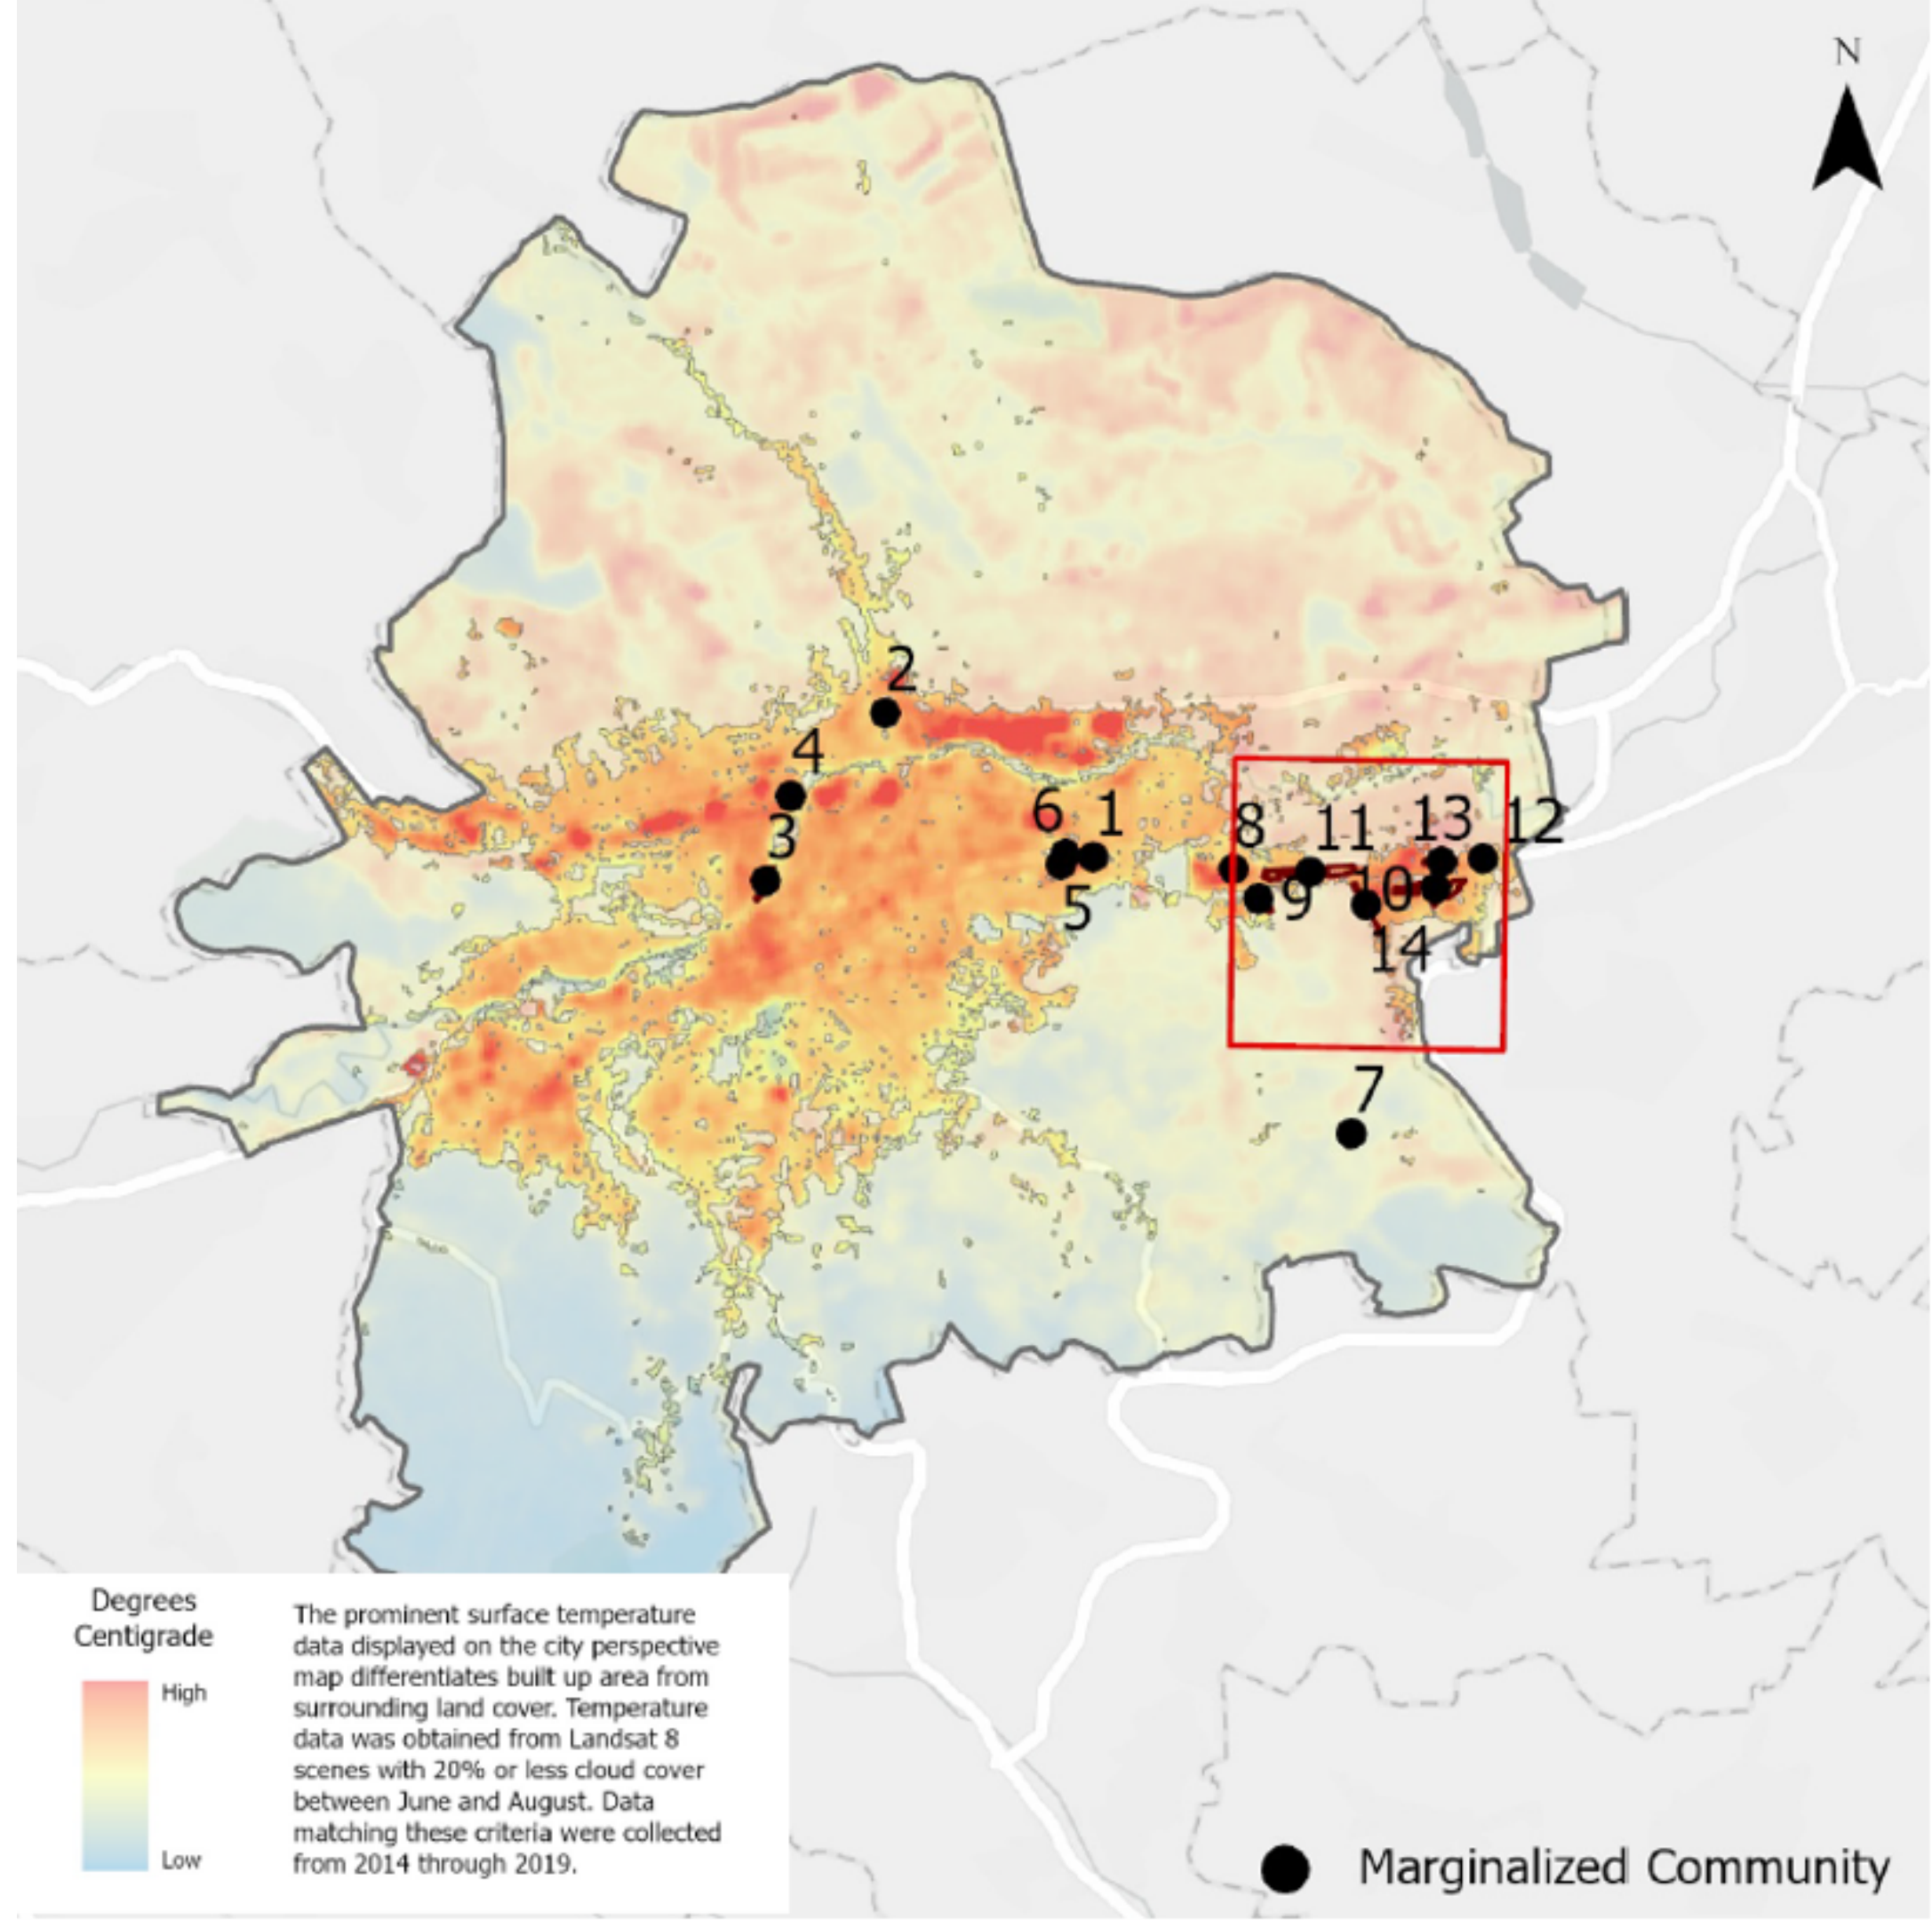 N
2
4
3
6 1
5
8 11 13 12
9 10
14
7
Degrees
Centigrade
High
Low
The prominent surface temperature
data displayed on the city perspective
map differentiates built up area from
surrounding land cover. Temperature
data was obtained from Landsat 8
scenes with 20% or less cloud cover
between June and August. Data
matching these criteria were collected
from 2014 through 2019.
Marginalized Community